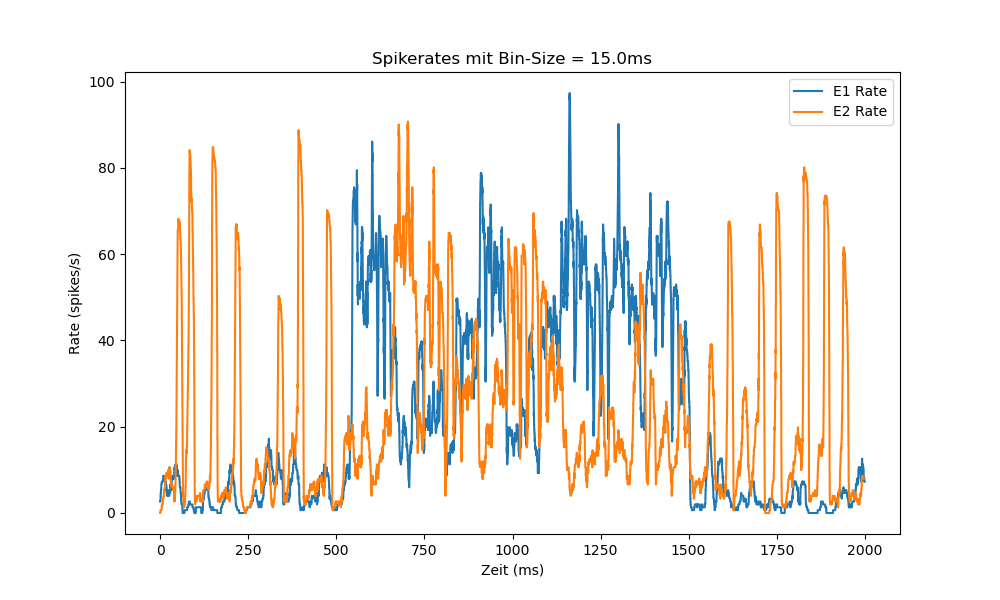 Spikerates mit Bin-Size = 15.0ms
E1 Rate
E2 Rate
100
80
60
40
20
0
Rate (spikes/s)
0 250 500 750 1000 1250 1500 1750 2000
Zeit (ms)